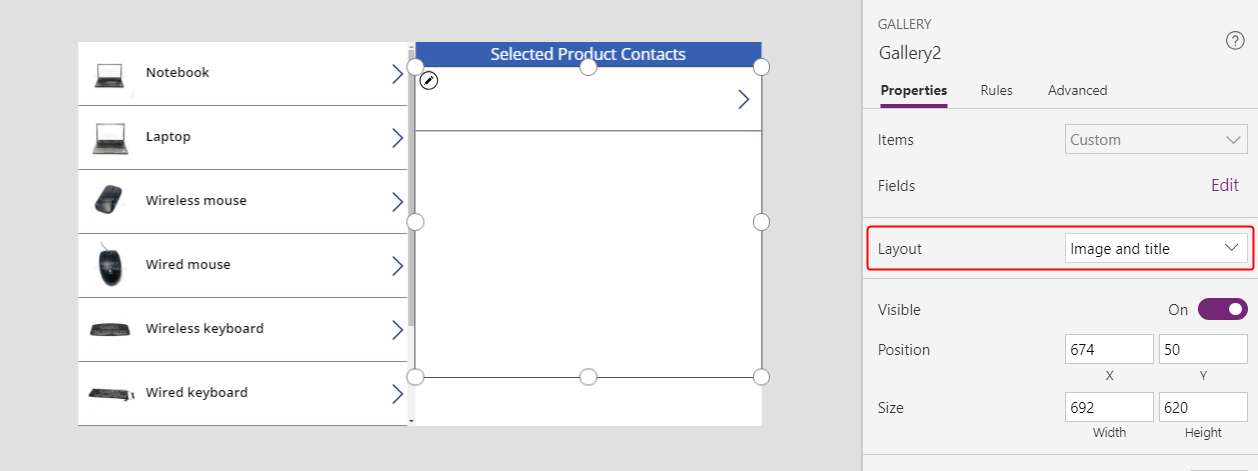 Notebook
Laptop
Wireless mouse
Wired mouse
Wireless keyboard
Wired keyboard
Selected Product Contacts
GALLERY
Gallery2
?
Properties Rules Advanced
Items Custom
Fields Edit
Layout Image and title
Visible On
Position 674 50
X Y
Size 692 620
Width Height